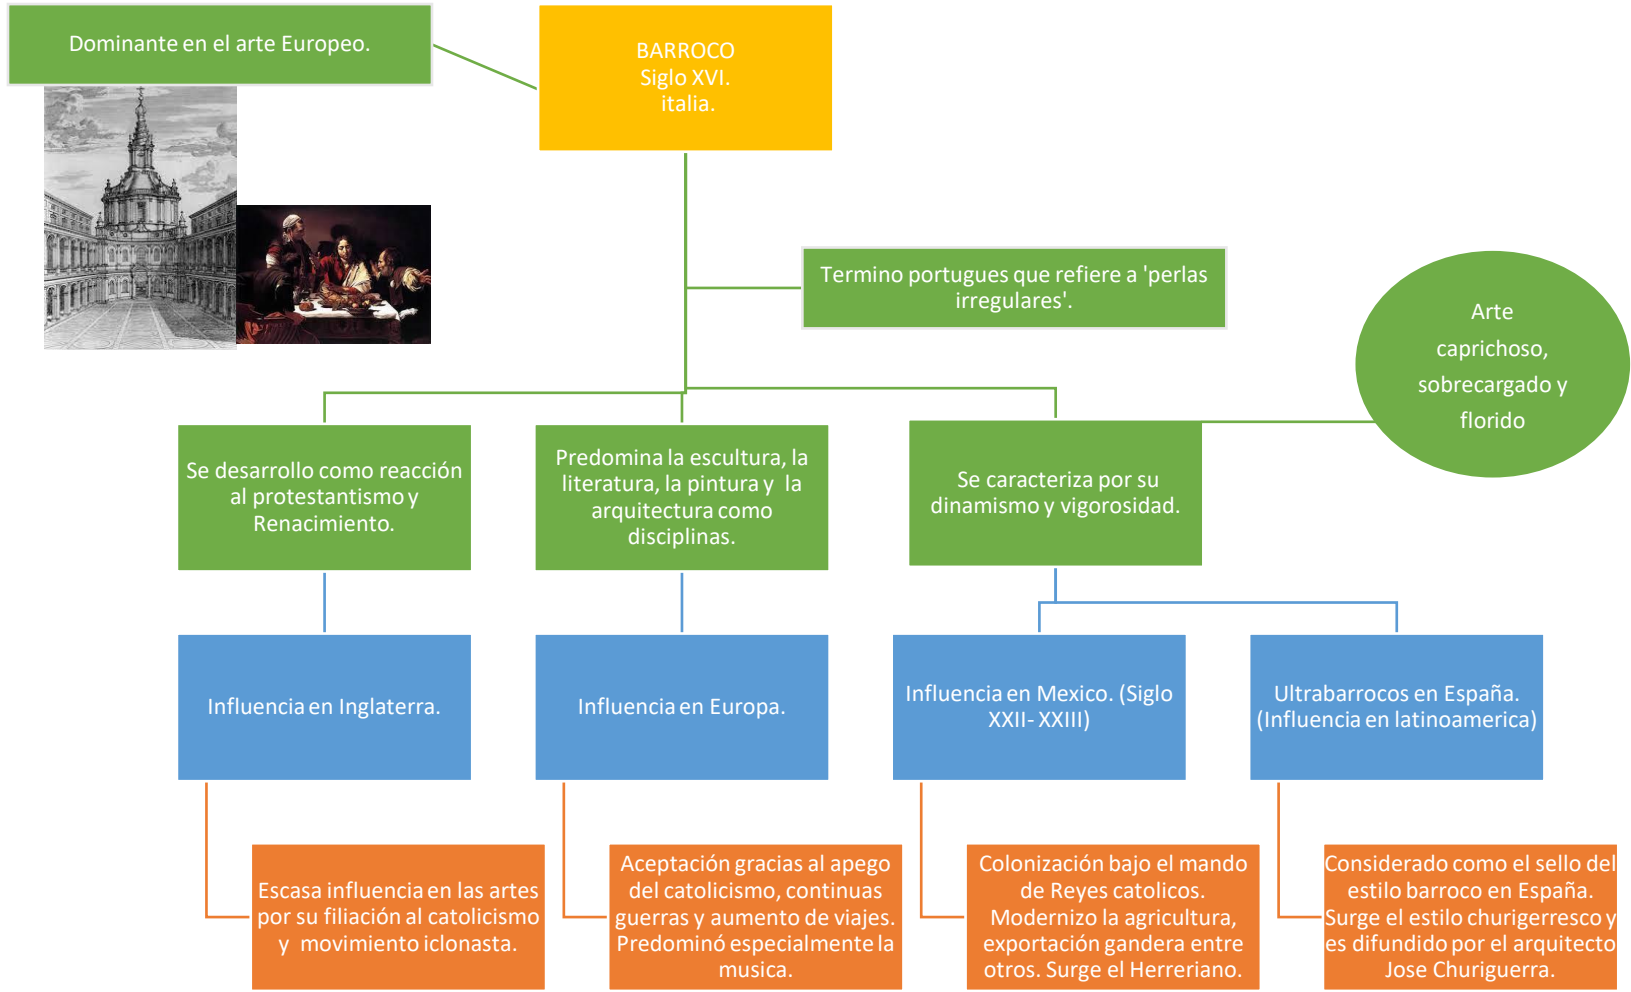 Dominante en el arte Europeo.
BARROCO
Siglo XVI.
italia.
Termino portugues que refiere a 'perlas
irregulares'.
Arte
caprichoso,
sobrecargado y
florido
Se desarrollo como reacción
al protestantismo y
Renacimiento.
Predomina la escultura, la
literatura, la pintura y la
arquitectura como
disciplinas.
Se caracteriza por su
dinamismo y vigorosidad.
Influencia en Inglaterra.
Influencia en Europa.
Influencia en Mexico. (Siglo
XXII- XXIII)
Ultrabarrocos en España.
(Influencia en latinoamerica)
Escasa influencia en las artes
por su filiación al catolicismo
y movimiento iclonasta.
Aceptación gracias al apego
del catolicismo, continuas
guerras y aumento de viajes.
Predominó especialmente la
musica.
Colonización bajo el mando
de Reyes catolicos.
Modernizo la agricultura,
exportación gandera entre
otros. Surge el Herreriano.
Considerado como el sello del
estilo barroco en España.
Surge el estilo churigerresco y
es difundido por el arquitecto
Jose Churiguerra.